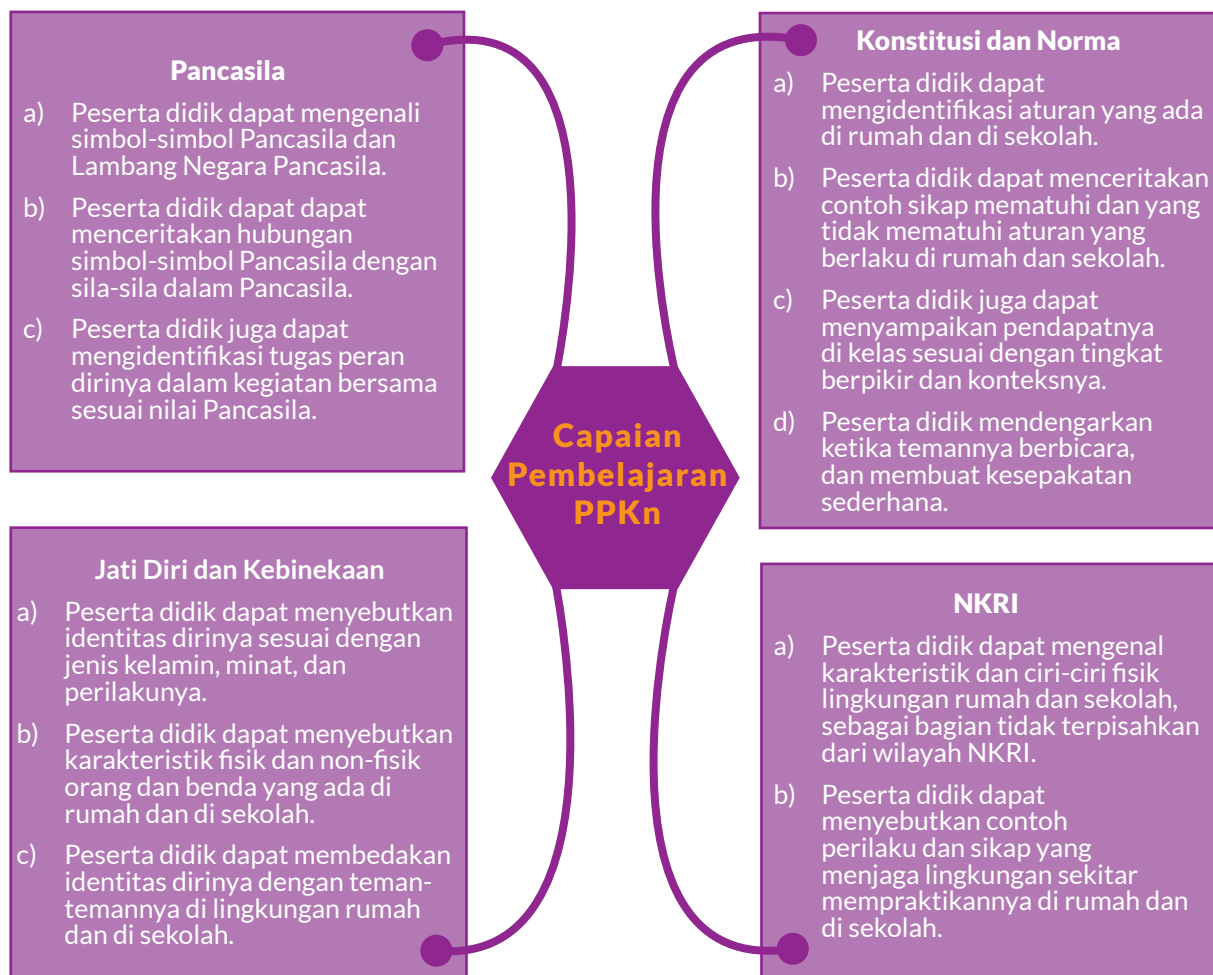 Pancasila
a) Peserta didik dapat mengenali
simbol-simbol Pancasila dan
Lambang Negara Pancasila.
b) Peserta didik dapat dapat
menceritakan hubungan
simbol-simbol Pancasila dengan
sila-sila dalam Pancasila.
c) Peserta didik juga dapat
mengidentifikasi tugas peran
dirinya dalam kegiatan bersama
sesuai nilai Pancasila.
Konstitusi dan Norma
a) Peserta didik dapat
mengidentifikasi aturan yang ada
di rumah dan di sekolah.
b) Peserta didik dapat menceritakan
contoh sikap mematuhi dan yang
tidak mematuhi aturan yang
berlaku di rumah dan sekolah.
c) Peserta didik juga dapat
menyampaikan pendapatnya
di kelas sesuai dengan tingkat
berpikir dan konteksnya.
d) Peserta didik mendengarkan
ketika temannya berbicara,
dan membuat kesepakatan
sederhana.
Capaian
Pembelajaran
PPKn
Jati Diri dan Kebinekaan
a) Peserta didik dapat menyebutkan
identitas dirinya sesuai dengan
jenis kelamin, minat, dan
perilakunya.
b) Peserta didik dapat menyebutkan
karakteristik fisik dan non-fisik
orang dan benda yang ada di
rumah dan di sekolah.
c) Peserta didik dapat membedakan
identitas dirinya dengan teman-
temannya di lingkungan rumah
dan di sekolah.
NKRI
a) Peserta didik dapat mengenal
karakteristik dan ciri-ciri fisik
lingkungan rumah dan sekolah,
sebagai bagian tidak terpisahkan
dari wilayah NKRI.
b) Peserta didik dapat
menyebutkan contoh
perilaku dan sikap yang
menjaga lingkungan sekitar
mempraktikannya di rumah dan
di sekolah.